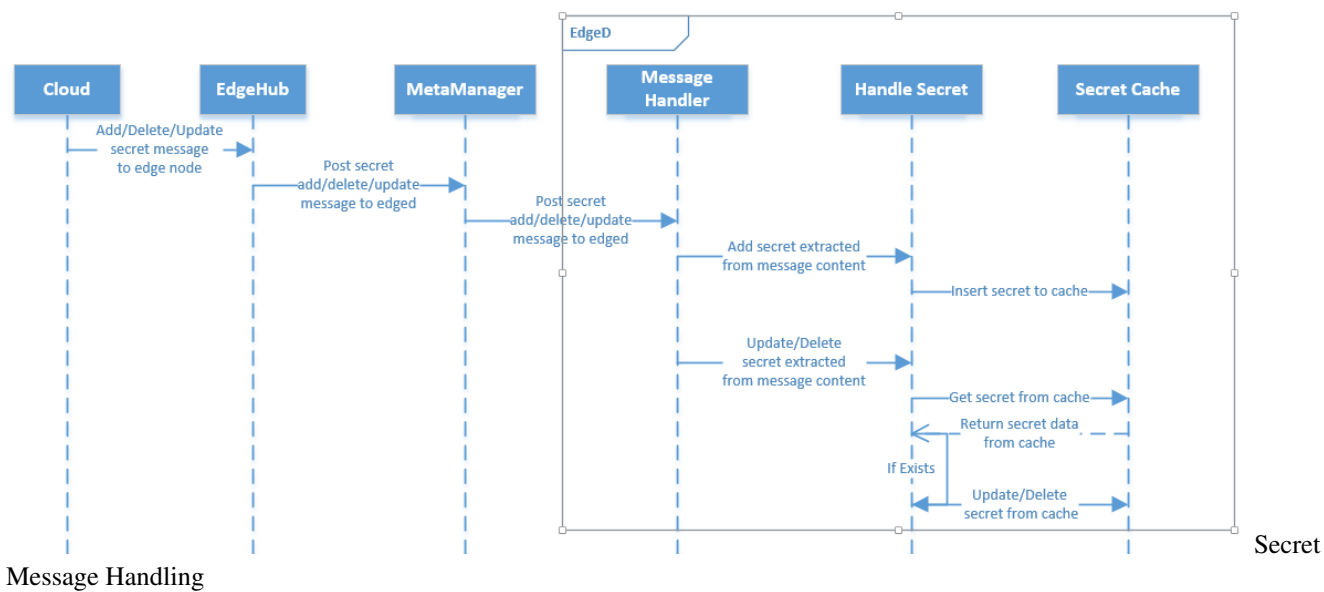 EdgeD
Cloud
EdgeHub
MetaManager
Message
Handler
Handle Secret
Secret Cache
Add/Delete/Update
secret message
to edge node
Post secret
add/delete/update
message to edged
Post secret
add/delete/update
message to edged
Add secret extracted
from message content
Insert secret to cache
Update/Delete
secret extracted
from message content
Get secret from cache
Return secret data
from cache
If Exists
Update/Delete
secret from cache
Secret
Message Handling